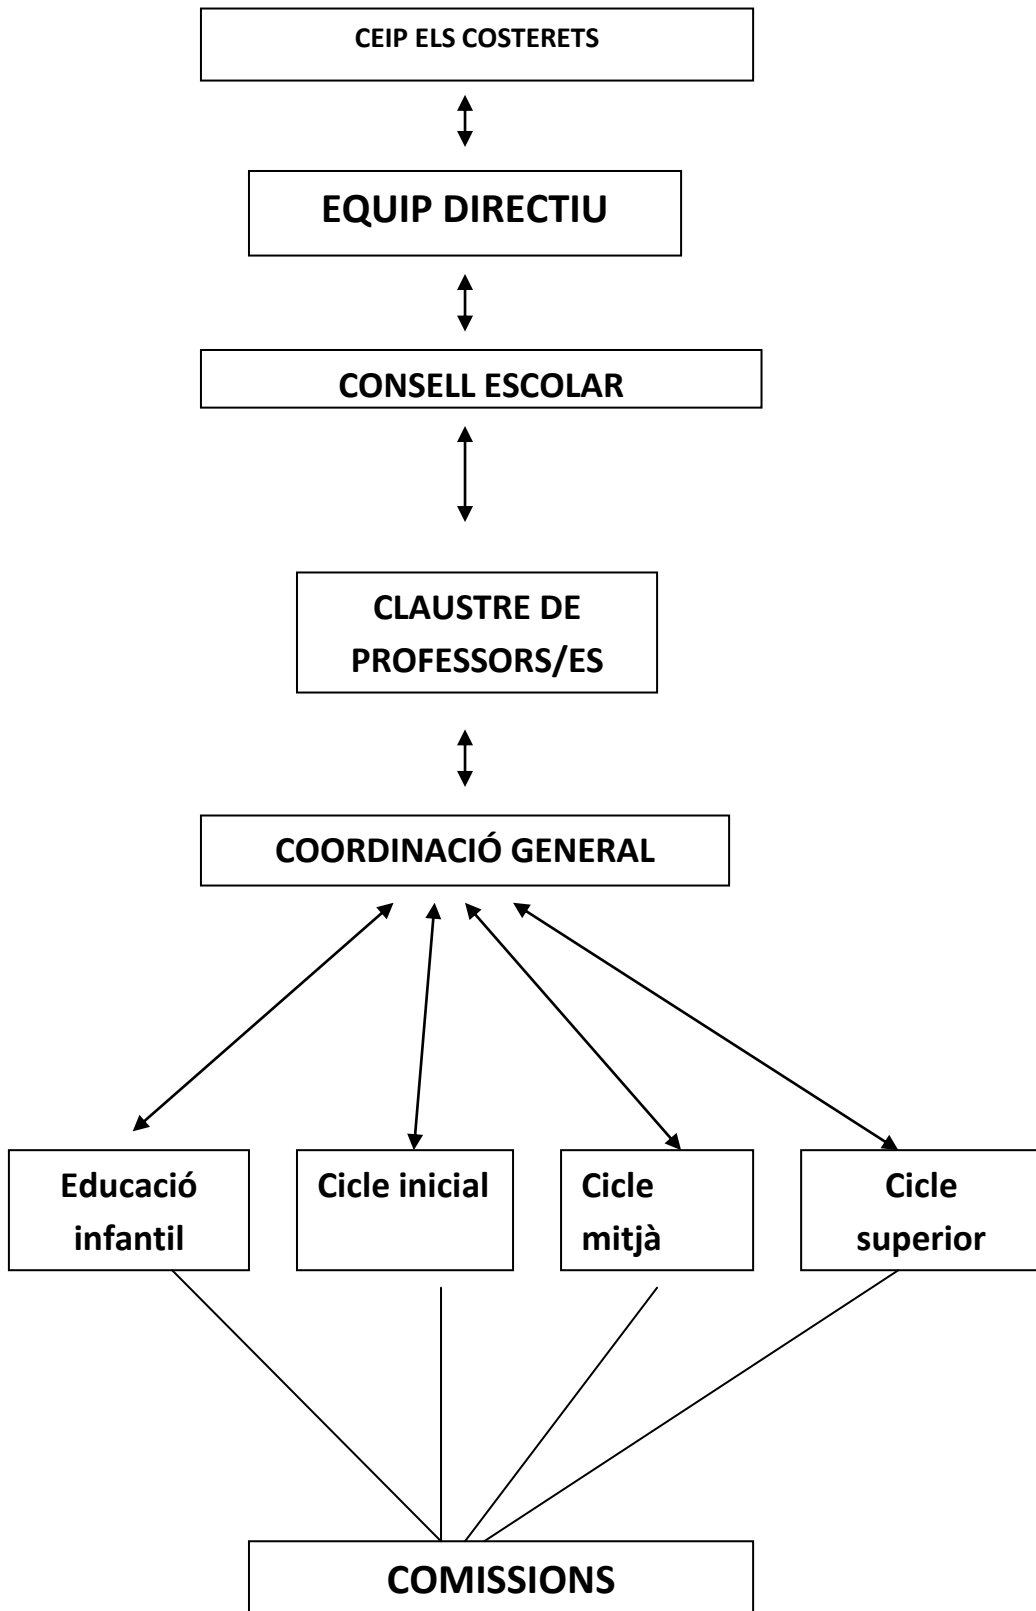 CEIP ELS COSTERETS
EQUIP DIRECTIU
CONSELL ESCOLAR
CLAUSTRE DE
PROFESSORS/ES
COORDINACIÓ GENERAL
Educació
infantil
Cicle inicial
Cicle
mitjà
Cicle
superior
COMISSIONS